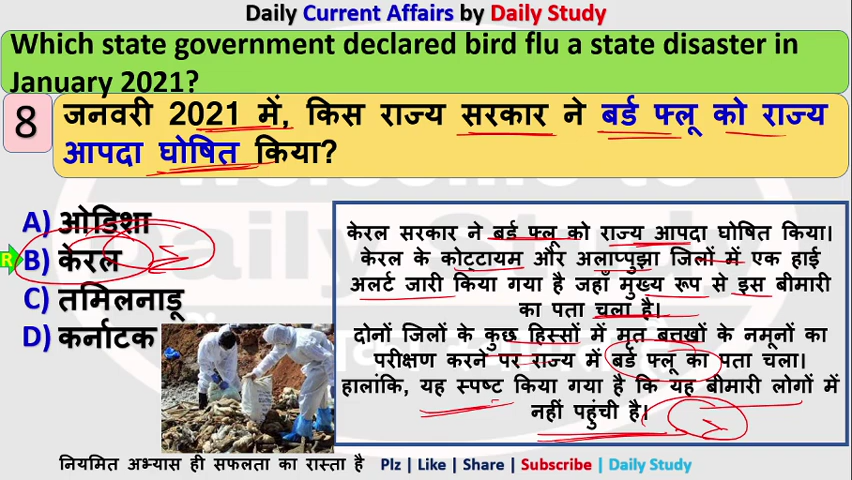 Daily Current Affairs by Daily Study
Which state government declared bird flu a state disaster in
January 2021?
8
जनवरी 2021 में, किस राज्य सरकार ने बर्ड फ्लू को राज्य
आपदा घोषित किया?
A) ओडिशा
R
B) केरल
C) तमिलनाडू
D) कर्नाटक
केरल सरकार ने बर्ड फ्लू को राज्य आपदा घोषित किया।
केरल के कोट्टायम और अलाप्पुझा जिलों में एक हाई
अलर्ट जारी किया गया है जहाँ मुख्य रूप से इस बीमारी
का पता चला है।
दोनों जिलों के कुछ हिस्सों में मृत बत्तखों के नमूनों का
परीक्षण करने पर राज्य में बर्ड फ्लू का पता चला।
हालांकि, यह स्पष्ट किया गया है कि यह बीमारी लोगों में
नहीं पहुंची है।
नियमित अभ्यास ही सफलता का रास्ता है Plz | Like | Share | Subscribe | Daily Study